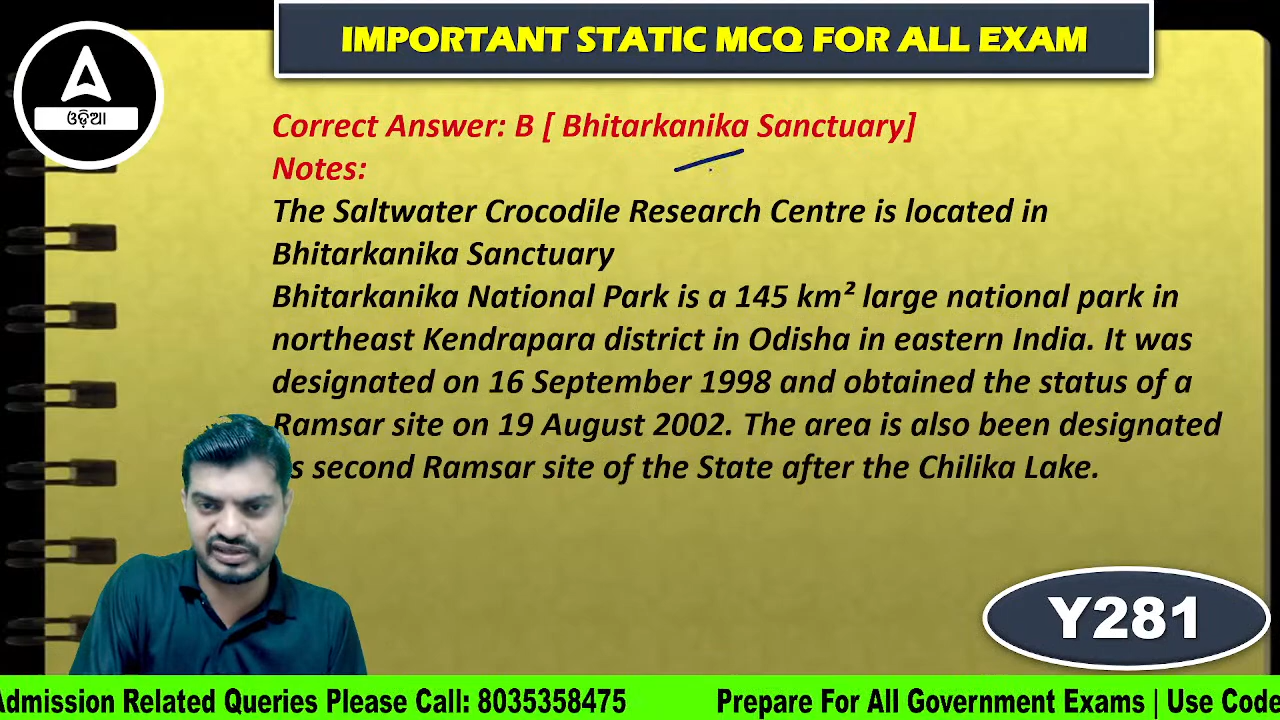 IMPORTANT STATIC MCQ FOR ALL EXAM
ଓଡ଼ିଆ
Correct Answer: B [ Bhitarkanika Sanctuary]
Notes:
The Saltwater Crocodile Research Centre is located in
Bhitarkanika Sanctuary
Bhitarkanika National Park is a 145 km² large national park in
northeast Kendrapara district in Odisha in eastern India. It was
designated on 16 September 1998 and obtained the status of a
Ramsar site on 19 August 2002. The area is also been designated
s second Ramsar site of the State after the Chilika Lake.
Y281
Admission Related Queries Please Call: 8035358475 Prepare For All Government Exams | Use Code